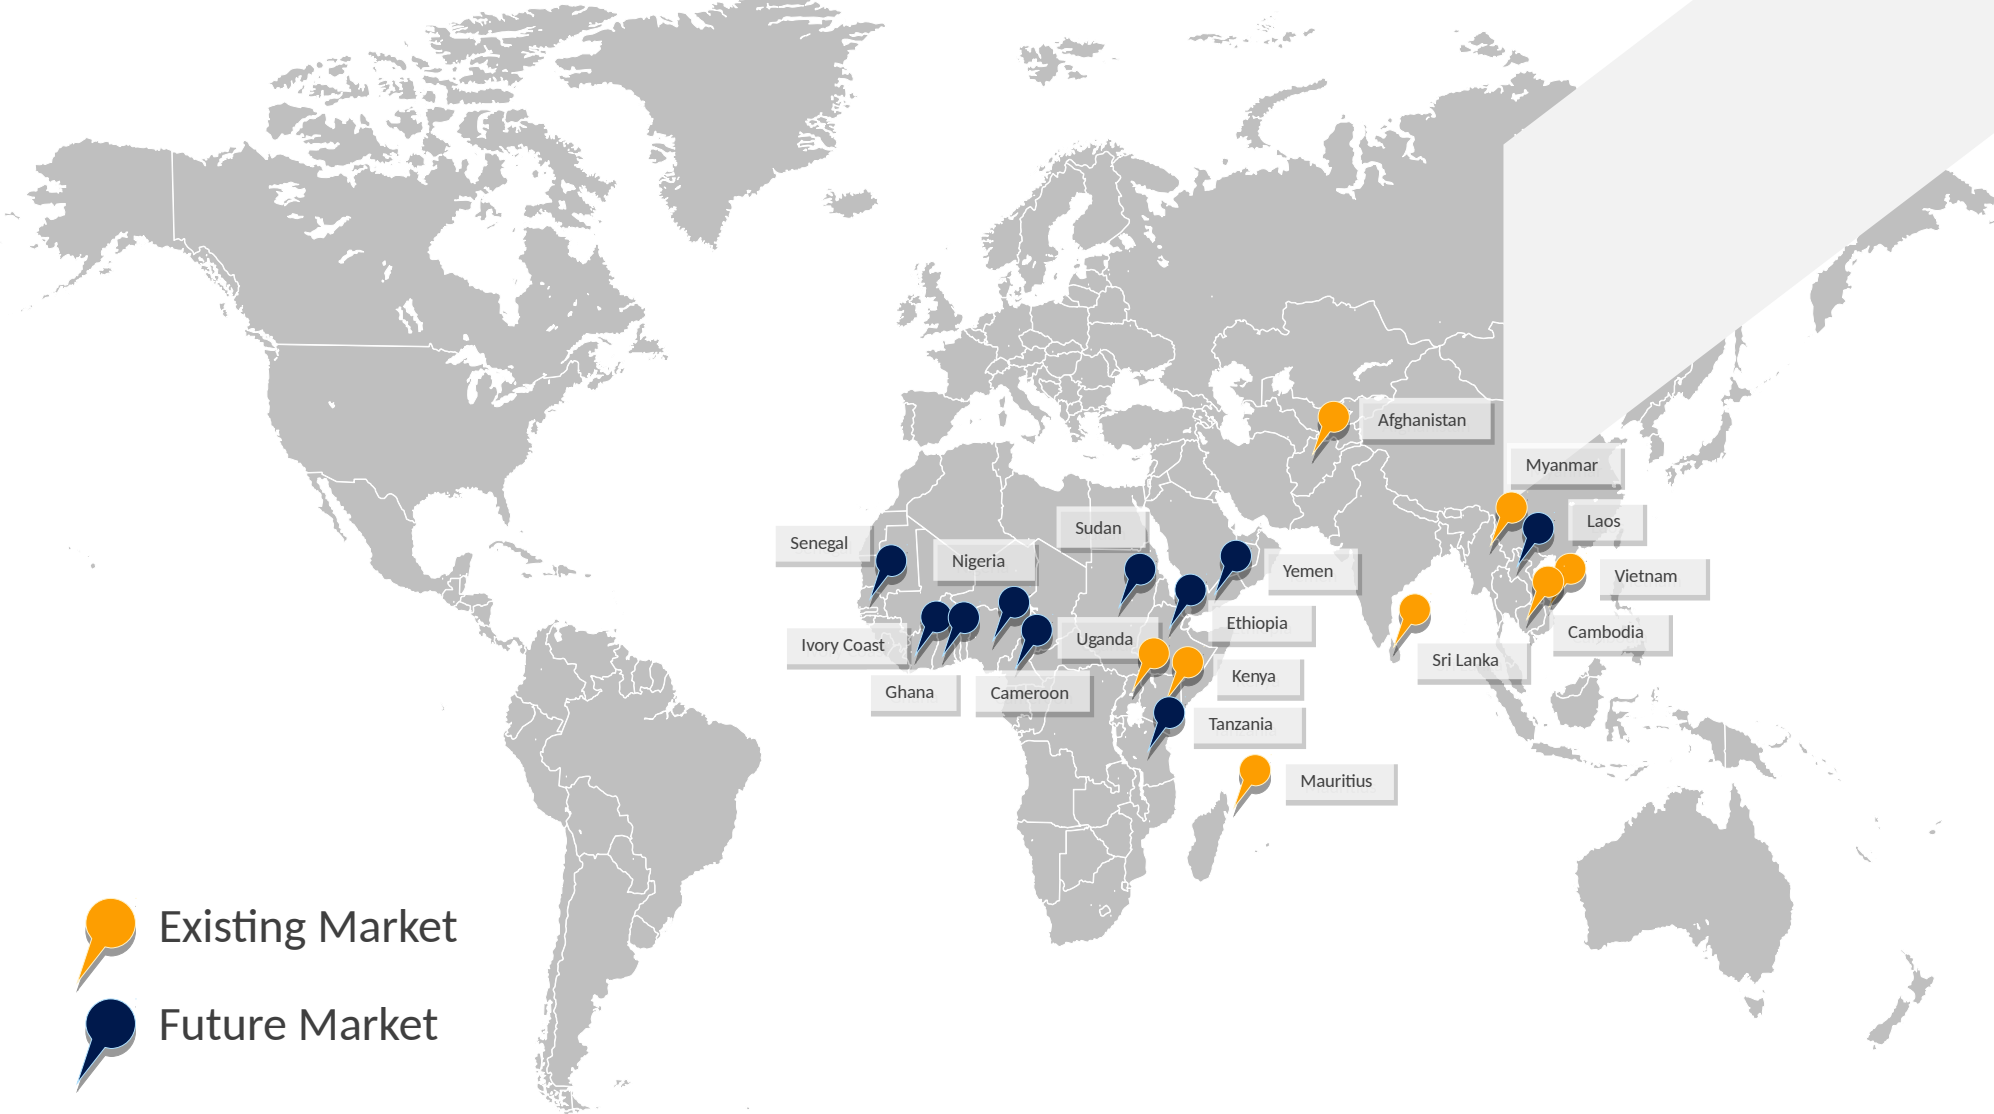 Afghanistan
Myanmar
Laos
Sudan
Senegal
Nigeria
Yemen
Vietnam
Ethiopia
Cambodia
Uganda
Ivory Coast
Sri Lanka
Kenya
Ghana
Cameroon
Tanzania
Mauritius
Existing Market
Future Market